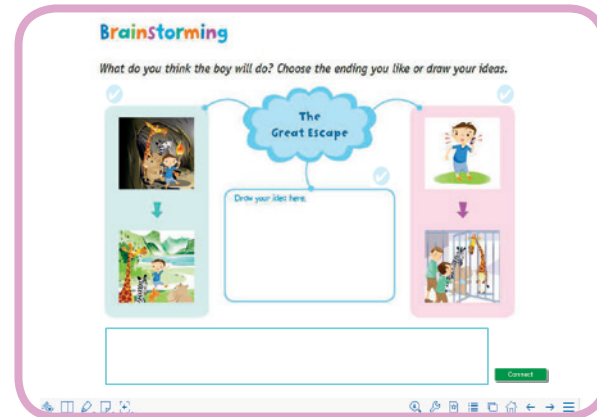 Brainstorming
What do you think the boy will do? Choose the ending you like or draw your ideas.
The
Great Escape
Draw your idea here.
Connect